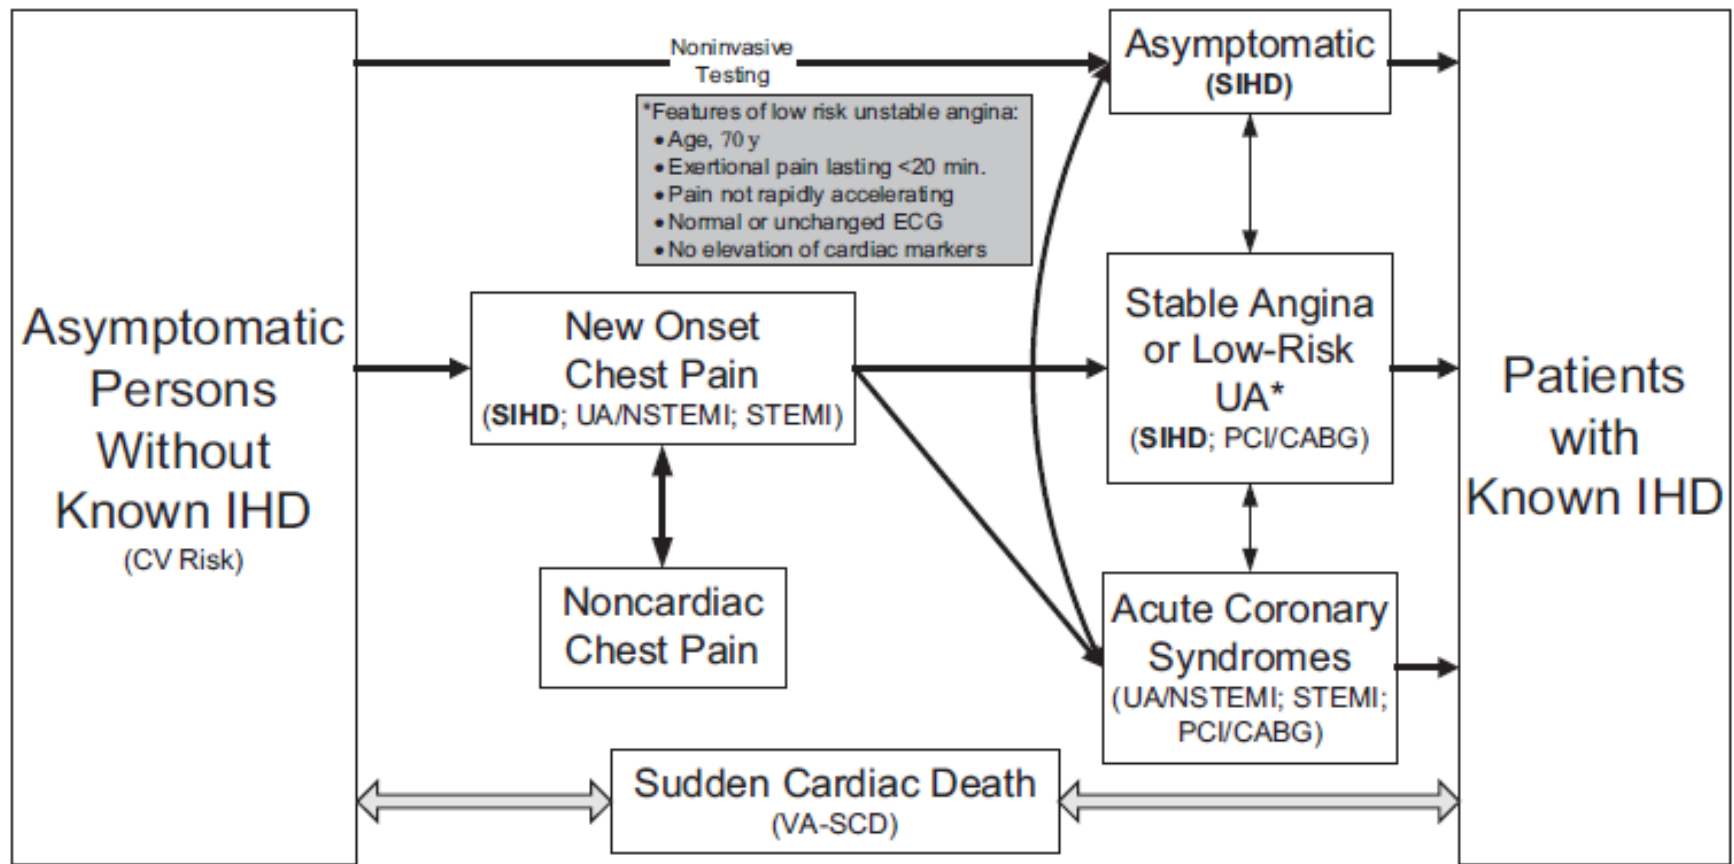 Asymptomatic
Persons
Without
Known IHD
(CV Risk)
Noninvasive
Testing
*Features of low risk unstable angina:
• Age, 70 y
• Exertional pain lasting <20 min.
• Pain not rapidly accelerating
• Normal or unchanged ECG
• No elevation of cardiac markers
New Onset
Chest Pain
(SIHD; UA/NSTEMI; STEMI)
Noncardiac
Chest Pain
Sudden Cardiac Death
(VA-SCD)
Asymptomatic
(SIHD)
Stable Angina
or Low-Risk
UA*
(SIHD; PCI/CABG)
Acute Coronary
Syndromes
(UA/NSTEMI; STEMI;
PCI/CABG)
Patients
with
Known IHD